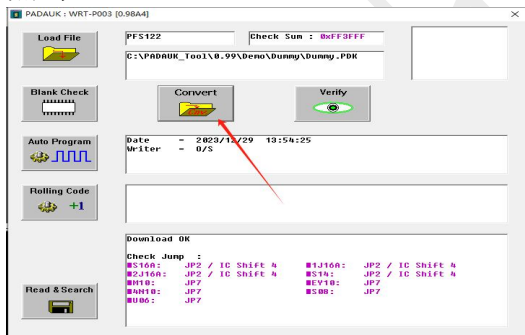 PADAUK : WRT-P003 [0.98A4]
Load File
PFS122
Check Sum : 0xFF3FFF
C:\PADAUK_Tool\0.99\Demo\Dummy\Dummy.PDK
Blank Check
Convert
Verify
Auto Program
Date - 2023/12/29 13:54:25
Writer - O/S
Rolling Code
+1
Download OK
Check Jump :
■S16A: JP2 / IC Shift 4 ■1J16A: JP2 / IC Shift 4
■2J16A: JP2 / IC Shift 4 ■S14: JP2 / IC Shift 4
■M10: JP7 ■EY10: JP7
■4N10: JP7 ■S08: JP7
■U06: JP7
Read & Search